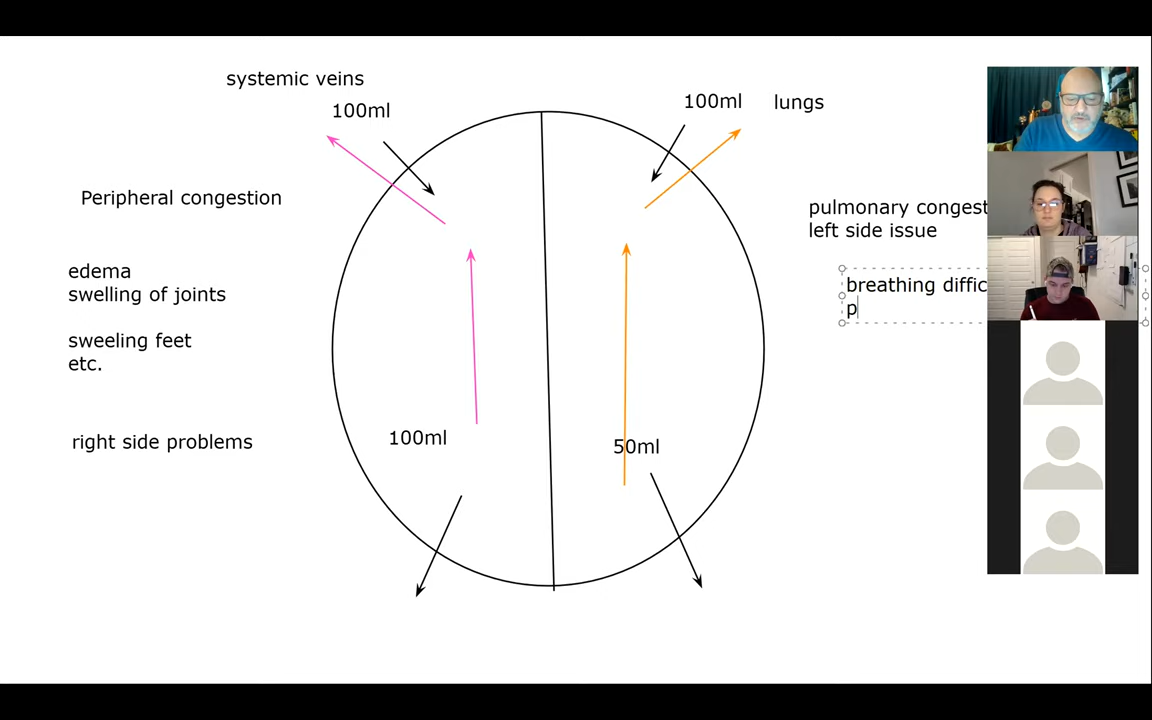 systemic veins
100ml
100ml
lungs
Peripheral congestion
pulmonary congest
left side issue
edema
swelling of joints
breathing diffic
p
sweeling feet
etc.
right side problems
100ml
50ml